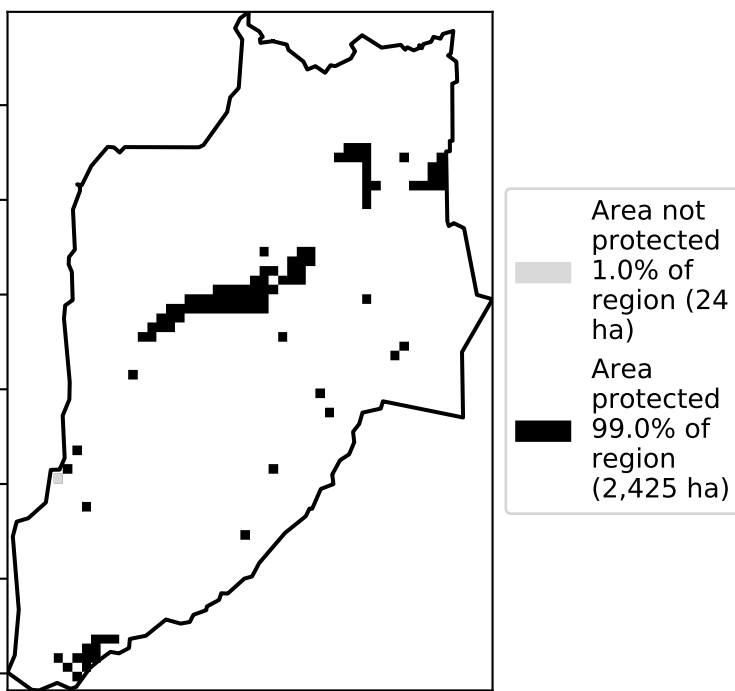 Area not
protected
1.0% of
region (24
ha)
Area
protected
99.0% of
region
(2,425 ha)